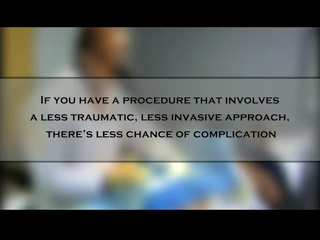 If you have a procedure that involves
a less traumatic, less invasive approach,
there's less chance of complication